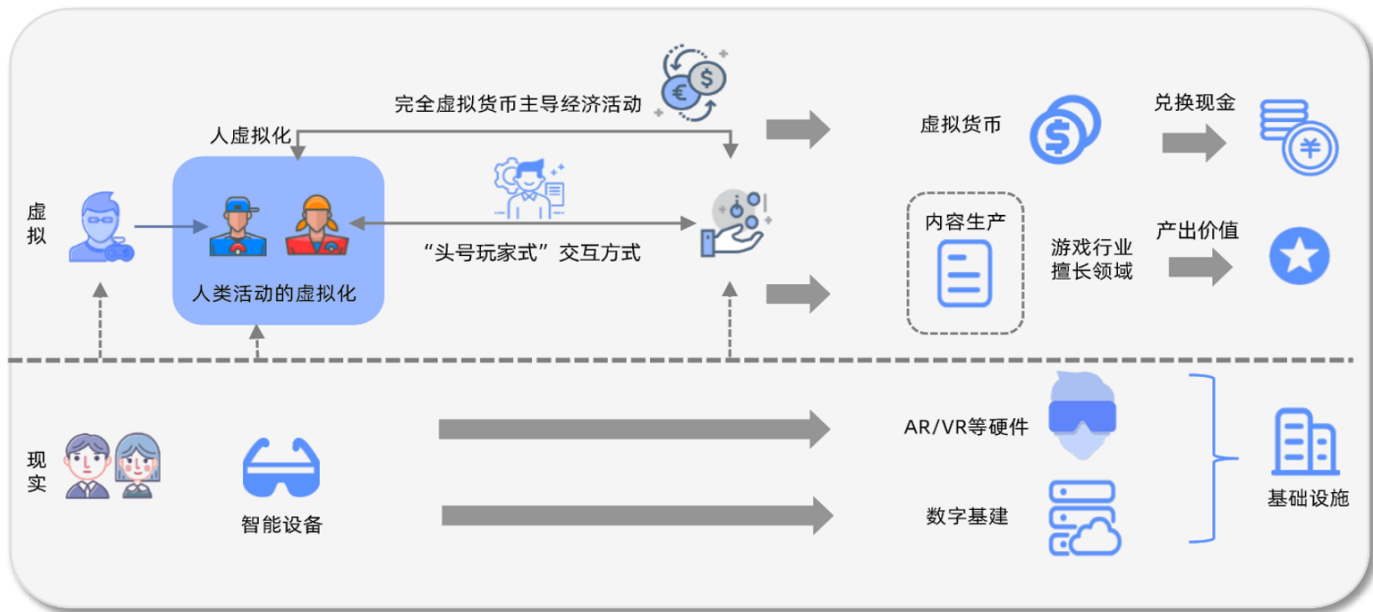 完全虚拟货币主导经济活动
人虚拟化
虚拟
人类活动的虚拟化
“头号玩家式”交互方式
虚拟货币
兑换现金
内容生产
游戏行业
擅长领域
产出价值
现实
智能设备
AR/VR等硬件
数字基建
基础设施